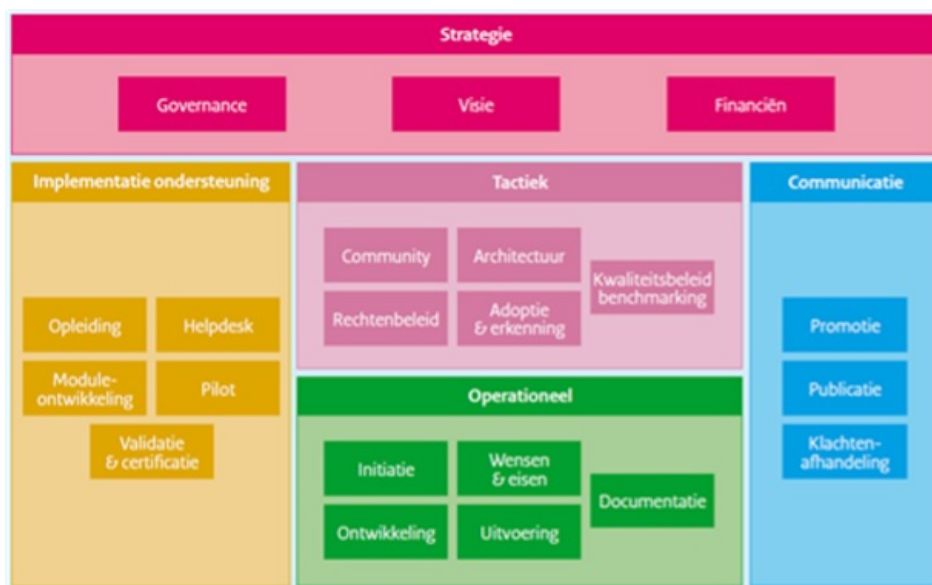 Strategie
Governance
Visie
Financiën
Implementatie ondersteuning
Opleiding
Helpdesk
Module-
ontwikkeling
Pilot
Validatie
& certificatie
Tactiek
Community
Architectuur
Kwaliteitsbeleid
benchmarking
Rechtenbeleid
Adoptie
& erkenning
Operationeel
Initiatie
Wensen
& eisen
Documentatie
Ontwikkeling
Uitvoering
Communicatie
Promotie
Publicatie
Klachten-
afhandeling